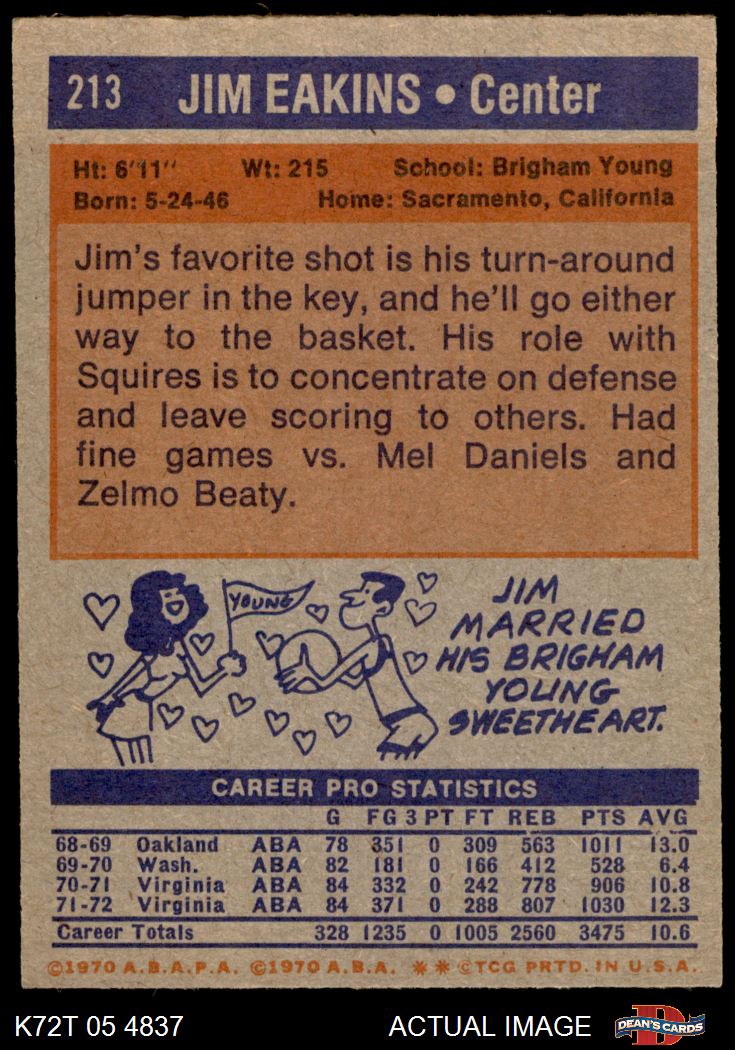 213 JIM EAKINS • Center
Ht: 6'11" Wt: 215 School: Brigham Young
Born: 5-24-46 Home: Sacramento, California
Jim's favorite shot is his turn-around
jumper in the key, and he'll go either
way to the basket. His role with
Squires is to concentrate on defense
and leave scoring to others. Had
fine games vs. Mel Daniels and
Zelmo Beaty.
YOUNG
JIM
MARRIED
HIS BRIGHAM
YOUNG
SWEETHEART.
CAREER PRO STATISTICS
G FG 3 PT FT REB PTS AVG
68-69 Oakland ABA 78 351 0 309 563 1011 13.0
69-70 Wash. ABA 82 181 0 166 412 528 6.4
70-71 Virginia ABA 84 332 0 242 778 906 10.8
71-72 Virginia ABA 84 371 0 288 807 1030 12.3
Career Totals 328 1235 0 1005 2560 3475 10.6
©1970 A.B.A.P.A. ©1970 A.B.A. ** ©TCG PRTD. IN U.S.A.
K72T 05 4837 ACTUAL IMAGE D DEAN'S CARDS